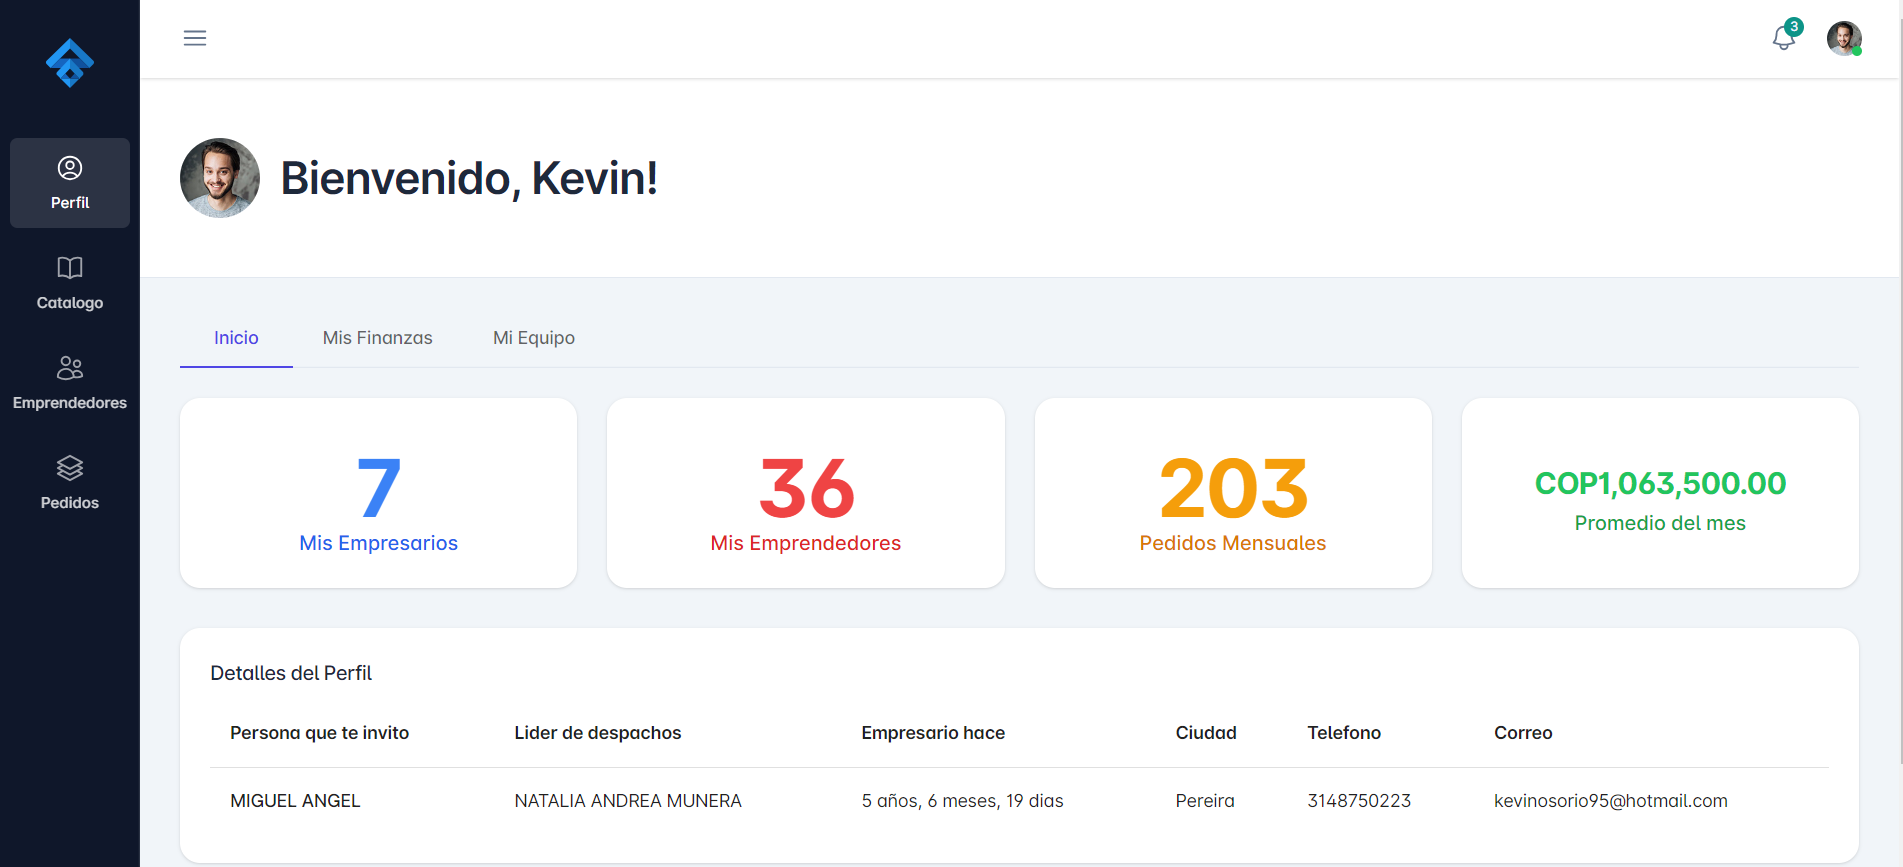 3
Bienvenido, Kevin!
Perfil
Catalogo
Emprendedores
Pedidos
Inicio Mis Finanzas Mi Equipo
7
Mis Empresarios
36
Mis Emprendedores
203
Pedidos Mensuales
COP1,063,500.00
Promedio del mes
Detalles del Perfil
Persona que te invito Lider de despachos Empresario hace Ciudad Telefono Correo
MIGUEL ANGEL NATALIA ANDREA MUNERA 5 años, 6 meses, 19 dias Pereira 3148750223 kevinosorio95@hotmail.com